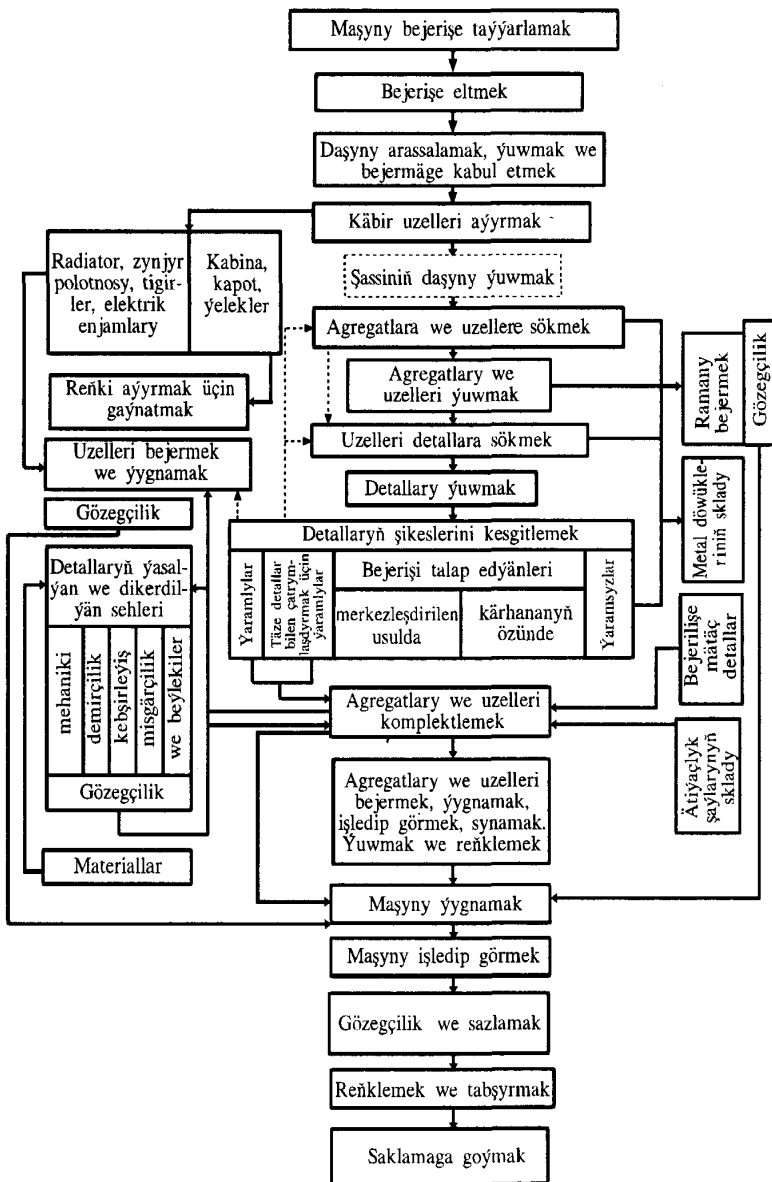 Maşyny bejerişe taýýarlamak
Bejerişe eltmek
Daşyny arassalamak, ýuwmak we
bejermäge kabul etmek
Käbir uzelleri aýyrmak
Radiator, zynjyr
polotnosy, tigir-
ler, elektrik
enjamlary
Kabina,
kapot,
ýelekler
Şassiniň daşyny ýuwmak
Agregatlara we uzellere sökmek
Agregatlary we
uzelleri ýuwmak
Ramany
bejermek
Gözegçilik
Reňki aýyrmak üçin
gaýnatmak
Uzelleri detallara sökmek
Uzelleri bejermek
we ýygnamak
Detallary ýuwmak
Gözegçilik
Metal döwükle-
riniň sklady
Detallaryň şikeslerini kesgitlemek
Ýaramlylar
Täze detallar
bilen çatrym-
laşdyrmak üçin
ýaramlylar
Bejerişi talap edýänleri
merkezleşdirilen
usulda
kärhananyň
özünde
Ýaramsyzlar
Detallaryň ýasal-
ýan we dikerdil-
ýän sehleri
mehaniki
demirçilik
kebşirleýiş
misgärçilik
we beýlekiler
Gözegçilik
Bejerilişe
mätäç
detallar
Agregatlary we uzelleri
komplektlemek
Ätiýaçlyk
şaýlarynyň
sklady
Agregatlary we uzelleri
bejermek, ýygnamak,
işledip görmek, synamak.
Ýuwmak we reňklemek
Materiallar
Maşyny ýygnamak
Maşyny işledip görmek
Gözegçilik we sazlamak
Reňklemek we tabşyrmak
Saklamaga goýmak